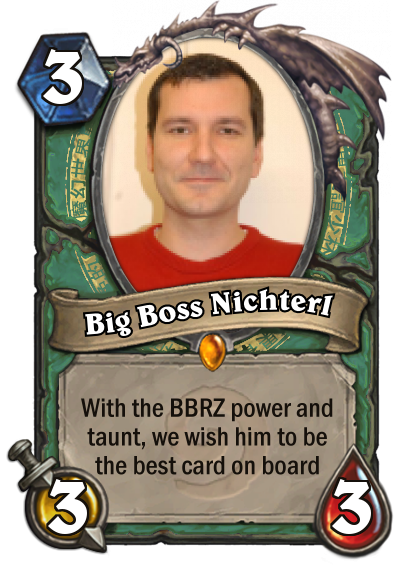 3
Big Boss Nichterl
With the BBRZ power and
taunt, we wish him to be
the best card on board
3
3